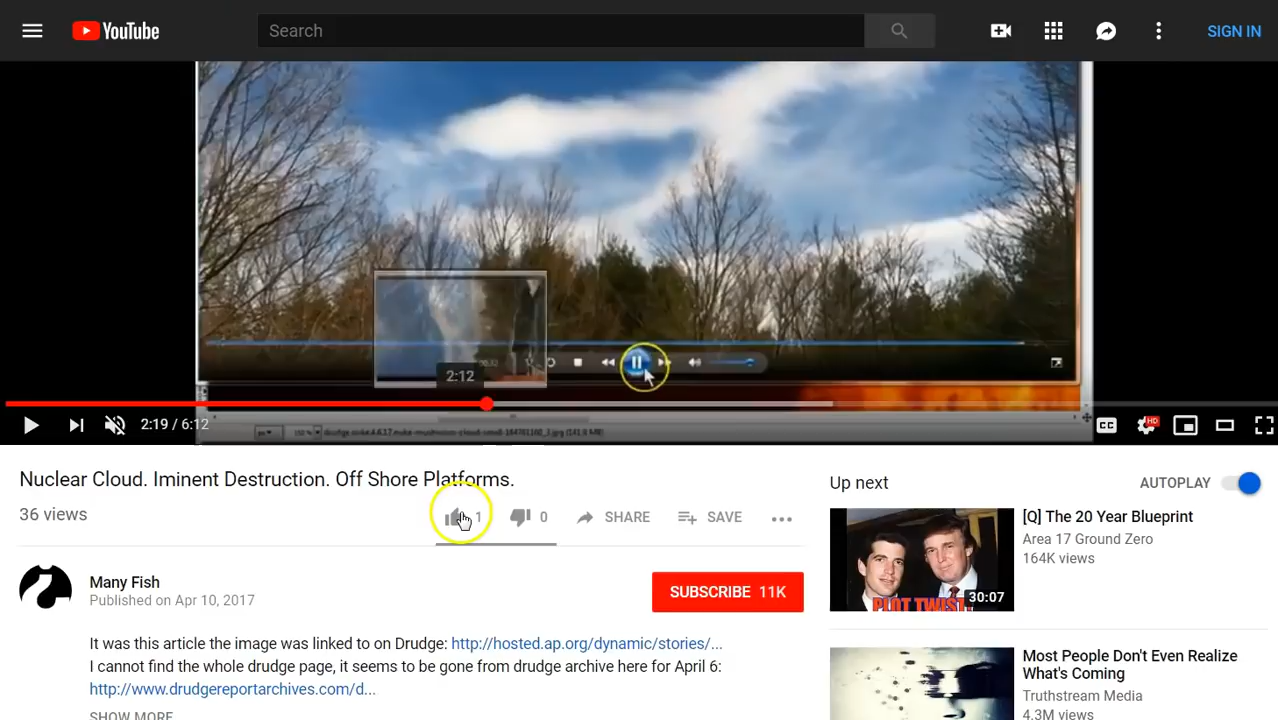 YouTube
Search
SIGN IN
2:12
2:19 / 6:12
CC
HD
Nuclear Cloud. Iminent Destruction. Off Shore Platforms.
36 views
1
0
SHARE
SAVE
Up next
AUTOPLAY
Many Fish
Published on Apr 10, 2017
SUBSCRIBE 11K
It was this article the image was linked to on Drudge: http://hosted.ap.org/dynamic/stories/...
I cannot find the whole drudge page, it seems to be gone from drudge archive here for April 6:
http://www.drudgereportarchives.com/d...
SHOW MORE
PLOT TWIST
30:07
[Q] The 20 Year Blueprint
Area 17 Ground Zero
164K views
Most People Don't Even Realize
What's Coming
Truthstream Media
4.3M views